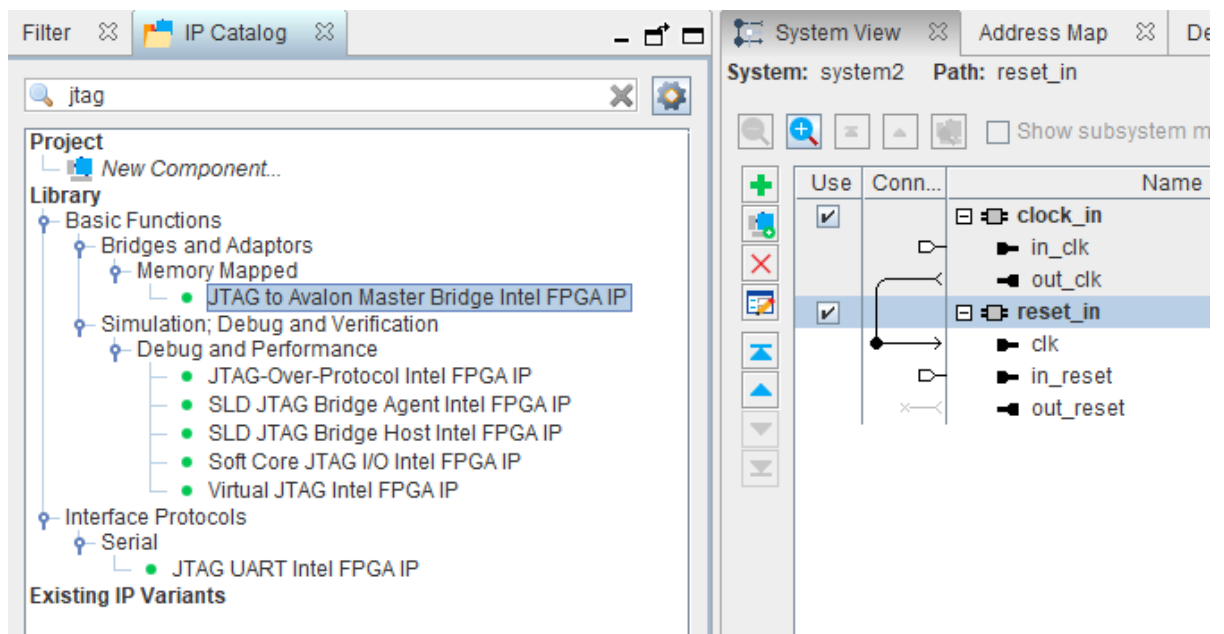 Filter
IP Catalog
jtag
Project
New Component...
Library
Basic Functions
Bridges and Adaptors
Memory Mapped
JTAG to Avalon Master Bridge Intel FPGA IP
Simulation; Debug and Verification
Debug and Performance
JTAG-Over-Protocol Intel FPGA IP
SLD JTAG Bridge Agent Intel FPGA IP
SLD JTAG Bridge Host Intel FPGA IP
Soft Core JTAG I/O Intel FPGA IP
Virtual JTAG Intel FPGA IP
Interface Protocols
Serial
JTAG UART Intel FPGA IP
Existing IP Variants
System View Address Map De
System: system2 Path: reset_in
Show subsystem m
Use Conn... Name
clock_in
in_clk
out_clk
reset_in
clk
in_reset
out_reset